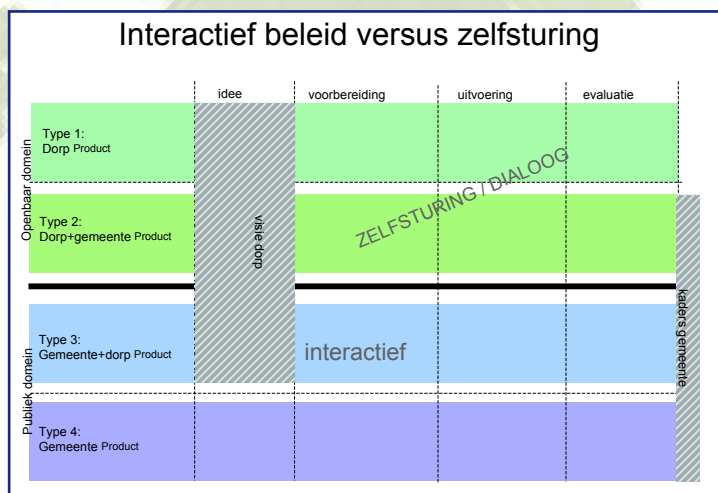 Interactief beleid versus zelfsturing
idee
voorbereiding
uitvoering
evaluatie
Openbaar domein
Type 1:
Dorp Product
ZELFSTURING / DIALOOG
Type 2:
Dorp+gemeente Product
visie dorp
kaders gemeente
Publiek domein
Type 3:
Gemeente+dorp Product
interactief
Type 4:
Gemeente Product